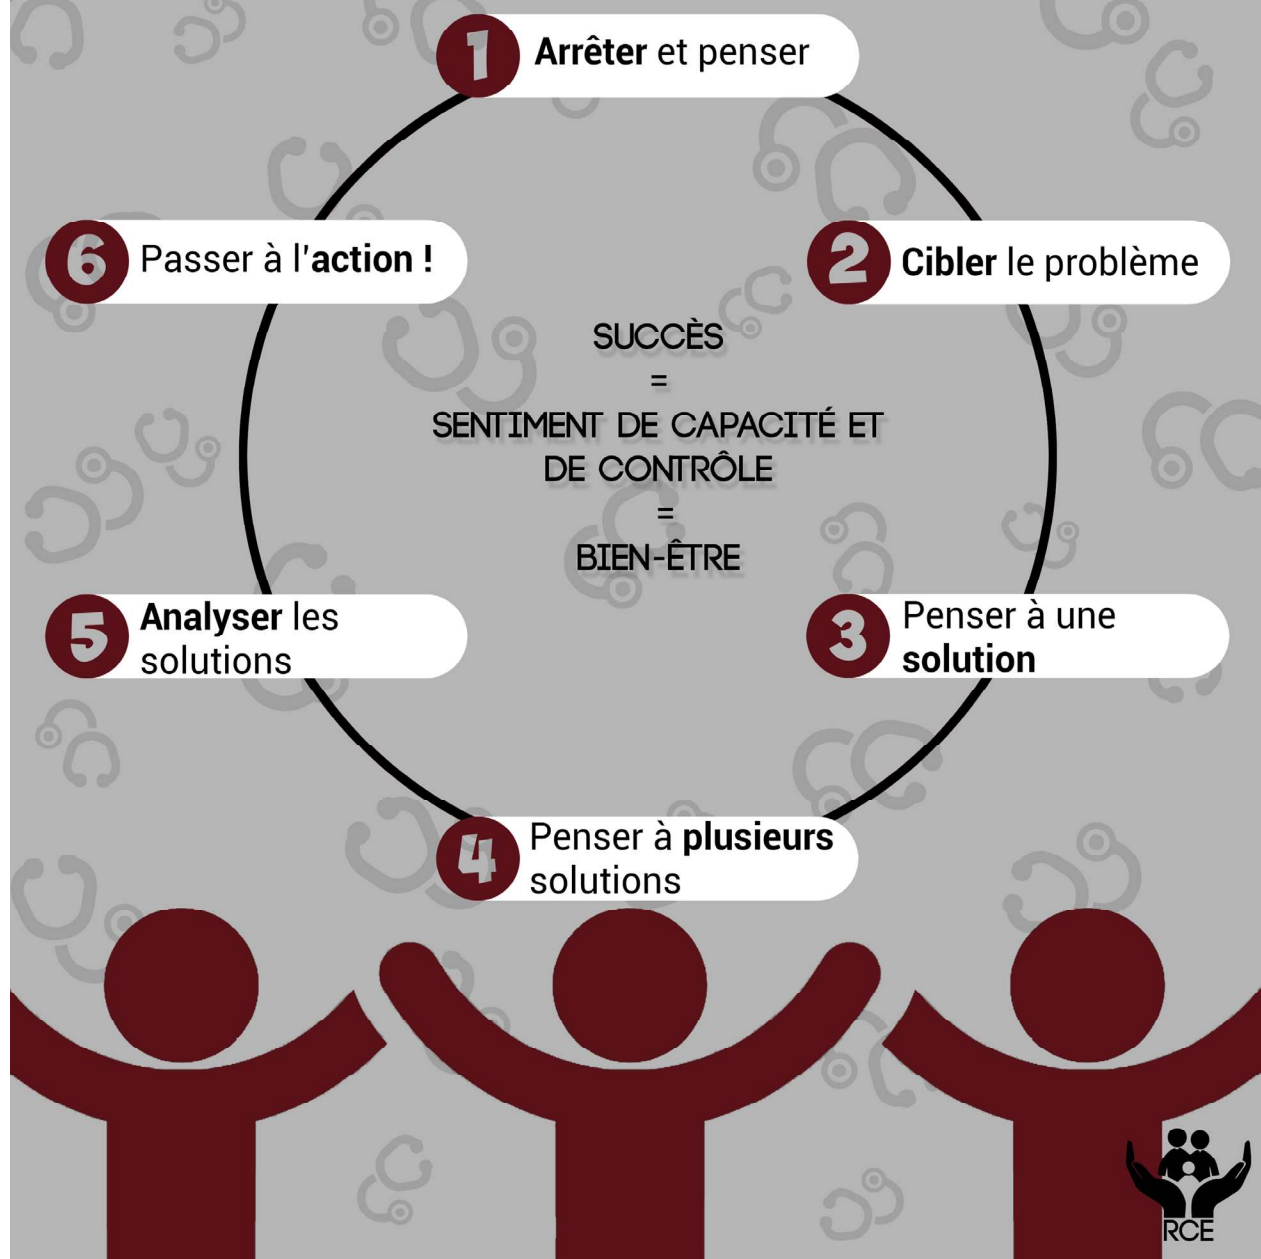 1 Arrêter et penser
2 Cibler le problème
3 Penser à une
solution
4 Penser à plusieurs
solutions
5 Analyser les
solutions
6 Passer à l'action !
SUCCÈS
=
SENTIMENT DE CAPACITÉ ET
DE CONTRÔLE
=
BIEN-ÊTRE
RCE